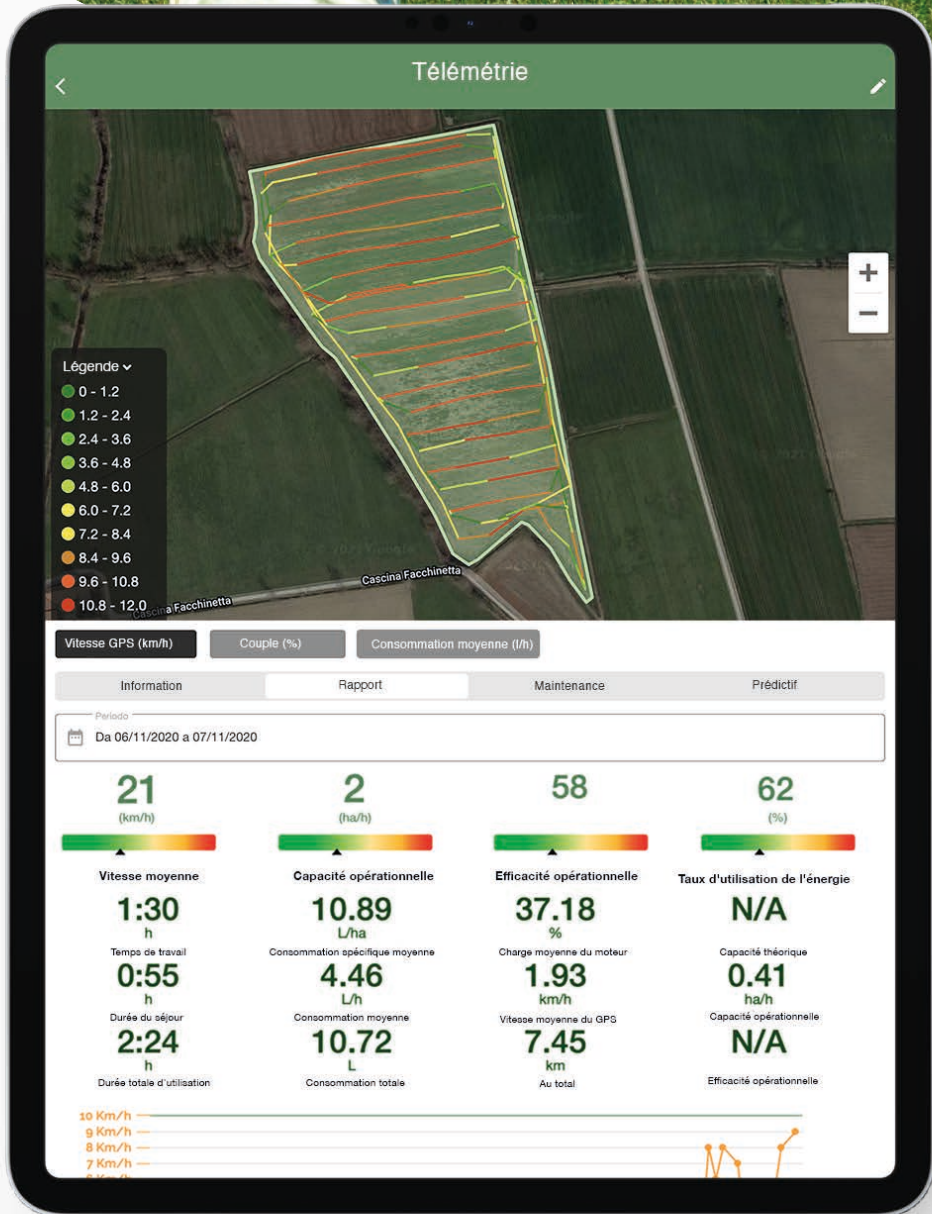 Télémétrie
Légende
0 - 1.2
1.2 - 2.4
2.4 - 3.6
3.6 - 4.8
4.8 - 6.0
6.0 - 7.2
7.2 - 8.4
8.4 - 9.6
9.6 - 10.8
10.8 - 12.0
Cascina Facchinetta
Cascina Facchinetta
+
−
Vitesse GPS (km/h) Couple (%) Consommation moyenne (l/h)
Information Rapport Maintenance Prédictif
Periodo
Da 06/11/2020 a 07/11/2020
21 2 58 62
(km/h) (ha/h) (%)
Vitesse moyenne Capacité opérationnelle Efficacité opérationnelle Taux d'utilisation de l'énergie
1:30 10.89 37.18 N/A
h L/ha %
Temps de travail Consommation spécifique moyenne Charge moyenne du moteur Capacité théorique
0:55 4.46 1.93 0.41
h L/h km/h ha/h
Durée du séjour Consommation moyenne Vitesse moyenne du GPS Capacité opérationnelle
2:24 10.72 7.45 N/A
h L km
Durée totale d'utilisation Consommation totale Au total Efficacité opérationnelle
10 Km/h
9 Km/h
8 Km/h
7 Km/h